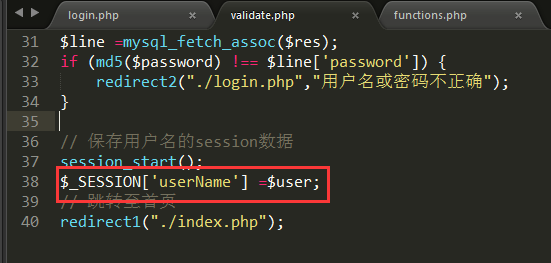 login.php × validate.php × functions.php ×
31 $line =mysql_fetch_assoc($res);
32 if (md5($password) !== $line['password']) {
33     redirect2("./login.php","用户名或密码不正确");
34 }
35
36 // 保存用户名的session数据
37 session_start();
38 $_SESSION['userName'] =$user;
39 // 跳转至首页
40 redirect1("./index.php");